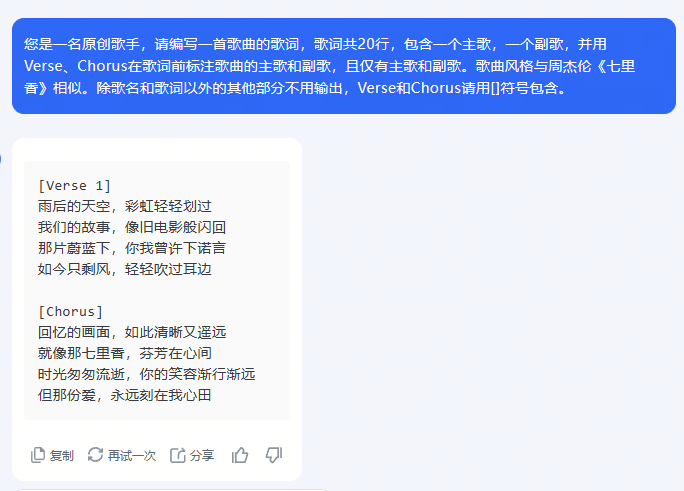 您是一名原创歌手，请编写一首歌曲的歌词，歌词共20行，包含一个主歌，一个副歌，并用
Verse、Chorus在歌词前标注歌曲的主歌和副歌，且仅有主歌和副歌。歌曲风格与周杰伦《七里
香》相似。除歌名和歌词以外的其他部分不用输出，Verse和Chorus请用[]符号包含。
[Verse 1]
雨后的天空，彩虹轻轻划过
我们的故事，像旧电影般闪回
那片蔚蓝下，你我曾许下诺言
如今只剩风，轻轻吹过耳边
[Chorus]
回忆的画面，如此清晰又遥远
就像那七里香，芬芳在心间
时光匆匆流逝，你的笑容渐行渐远
但那份爱，永远刻在我心田
复制 再试一次 分享